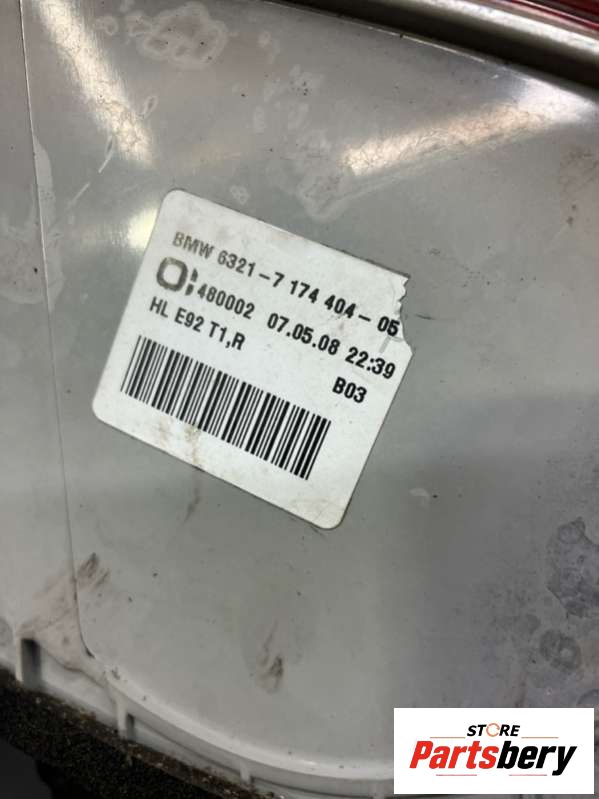 BMW 6321-7 174 404-05
480002 07.05.08 22:39
HL E92 T1,R
B03
STORE
Partsbery